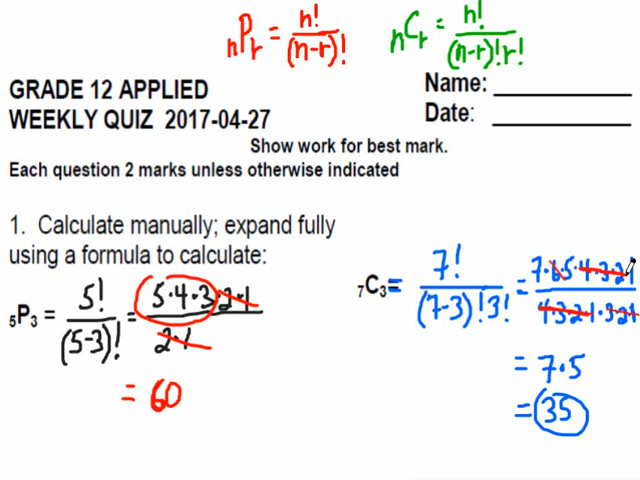 nPr = n!/(n-r)!   nCr = n!/(n-r)!r!
GRADE 12 APPLIED   Name:
WEEKLY QUIZ 2017-04-27   Date:
Show work for best mark.
Each question 2 marks unless otherwise indicated
1. Calculate manually; expand fully
using a formula to calculate:
5P3 = 5!/(5-3)! = 5·4·3·2·1/2·1
= 60
7C3 = 7!/(7-3)!3! = 7·6·5·4·3·2·1/4·3·2·1·3·2·1
= 7·5
= 35